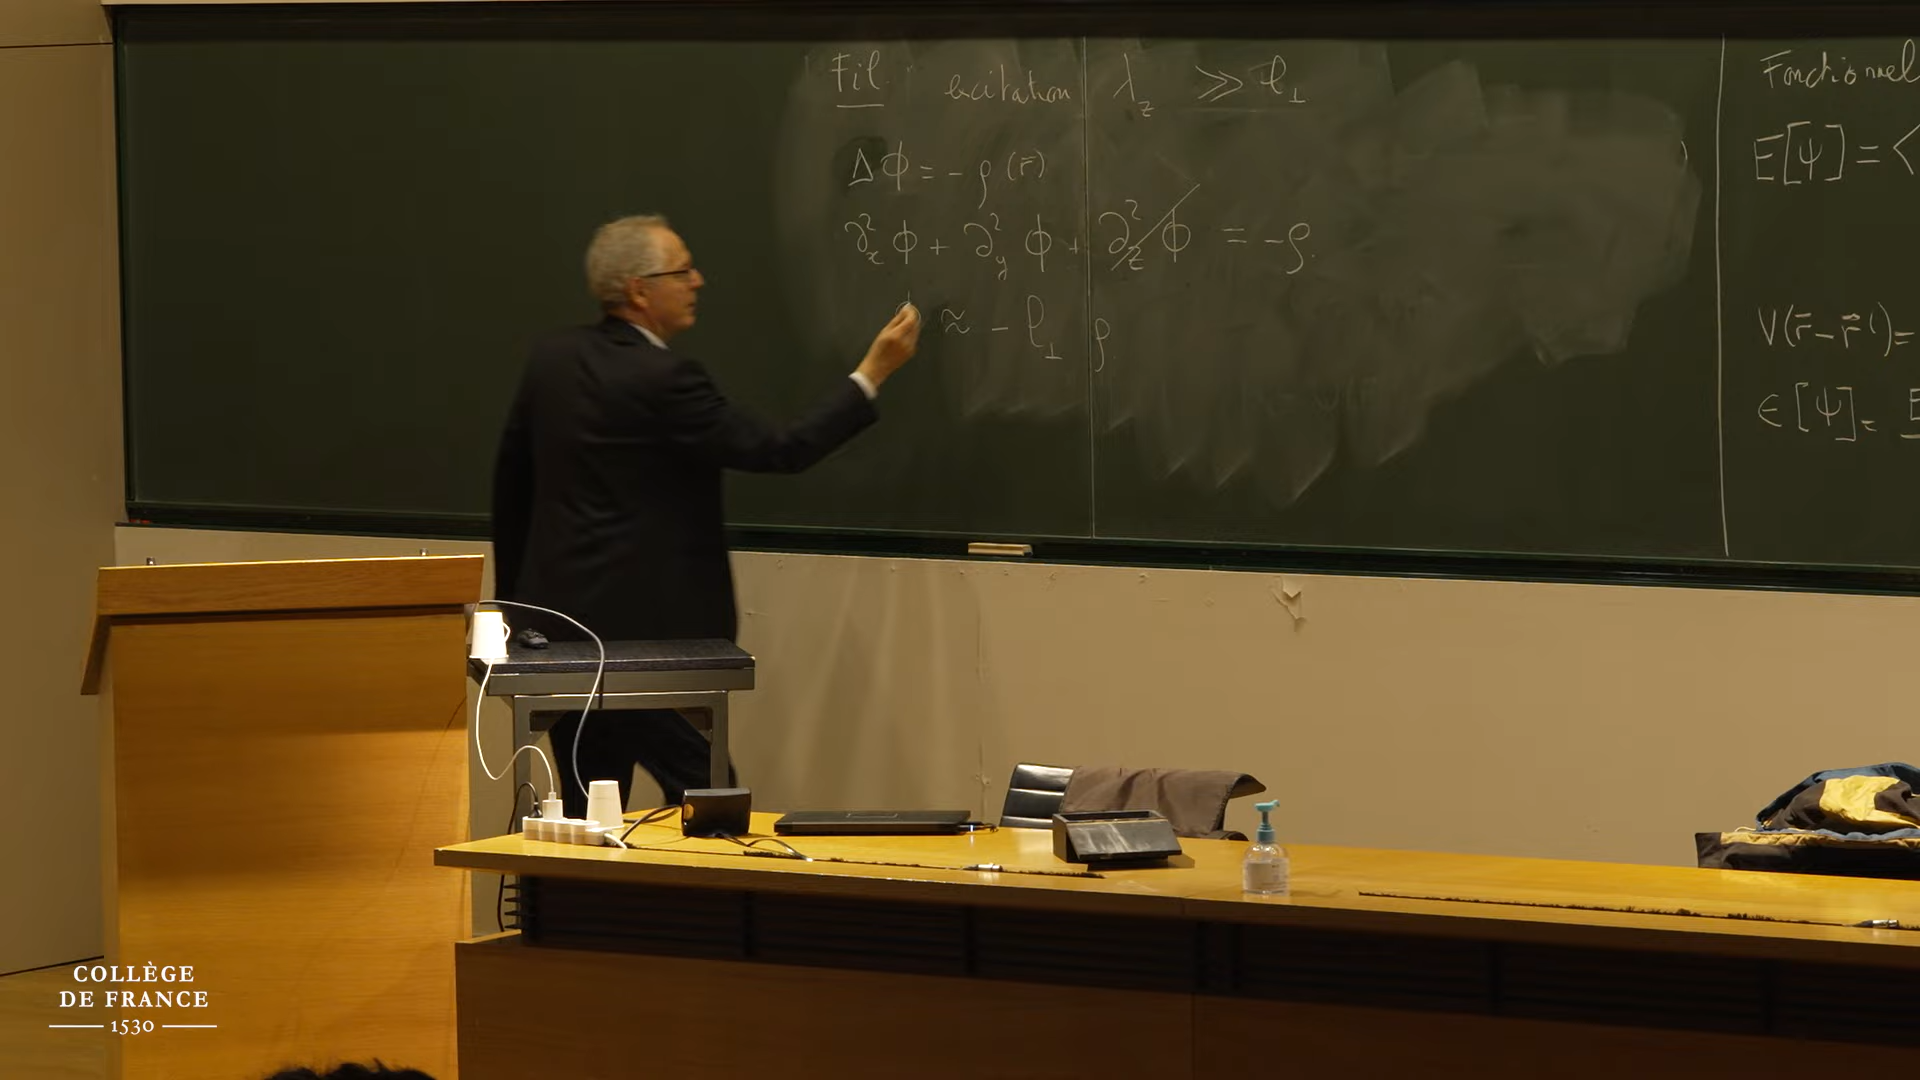 Fil : excitation λ_z ≫ ℓ_⊥
Δϕ = - ρ(r⃗)
∂²_x ϕ + ∂²_y ϕ + ∂²_z ϕ = -ρ.
≈ - ℓ_⊥ ρ
Fonctionnel
E[ψ] = <
V(r⃗ - r⃗') =
ϵ[ψ] = E
COLLÈGE
DE FRANCE
1530